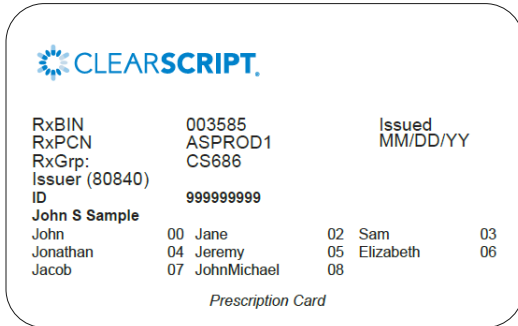 CLEARSCRIPT.
RxBIN 003585 Issued
RxPCN ASPROD1 MM/DD/YY
RxGrp: CS686
Issuer (80840)
ID 999999999
John S Sample
John 00 Jane 02 Sam 03
Jonathan 04 Jeremy 05 Elizabeth 06
Jacob 07 JohnMichael 08
Prescription Card